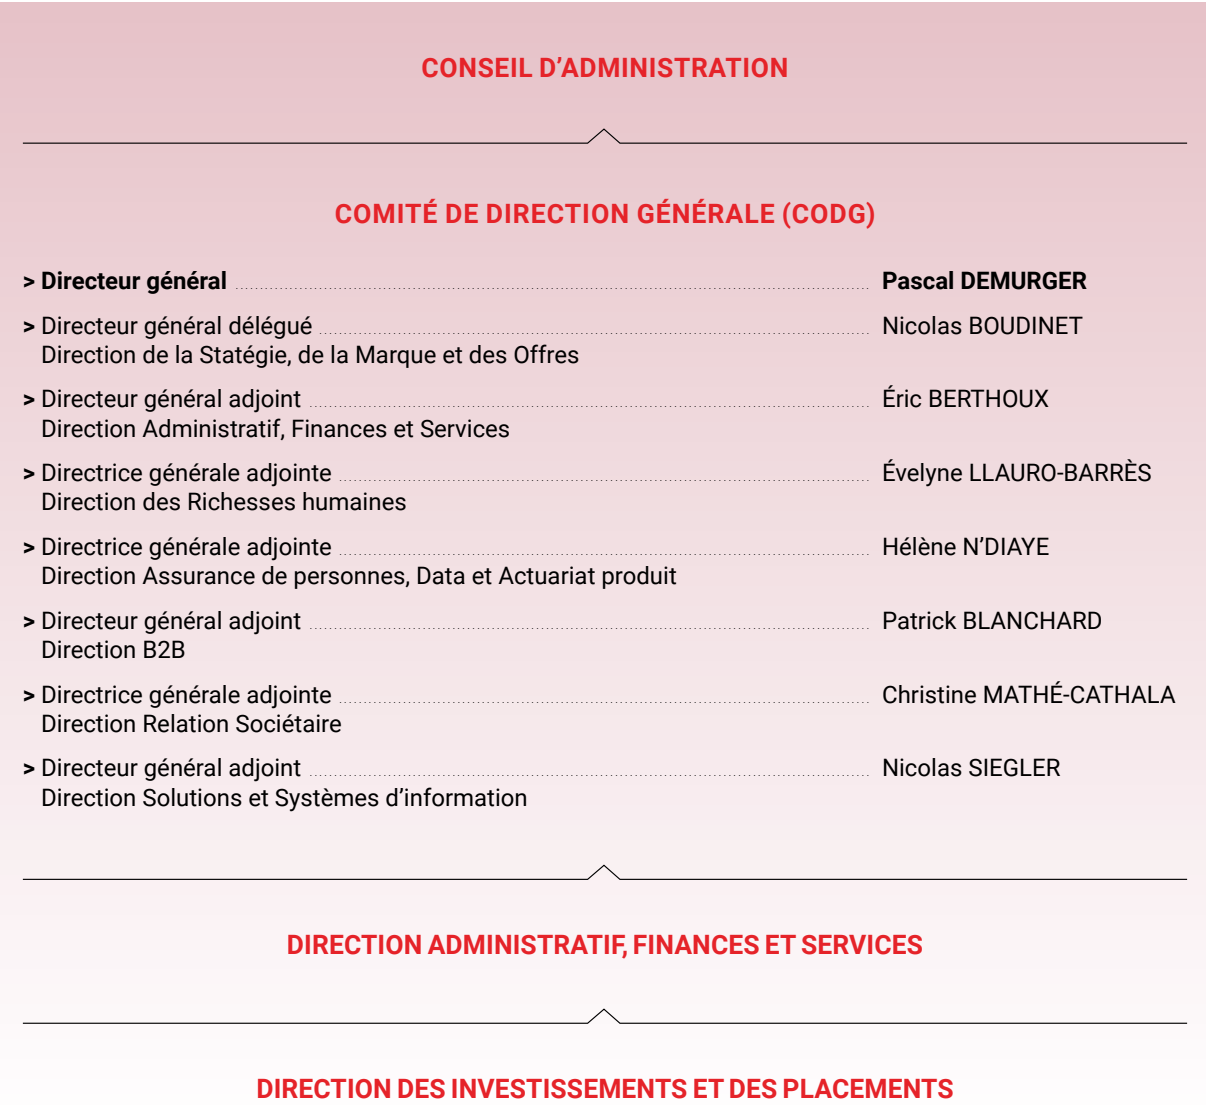 CONSEIL D’ADMINISTRATION
COMITÉ DE DIRECTION GÉNÉRALE (CODG)
> Directeur général Pascal DEMURGER
> Directeur général délégué Nicolas BOUDINET
Direction de la Statégie, de la Marque et des Offres
> Directeur général adjoint Éric BERTHOUX
Direction Administratif, Finances et Services
> Directrice générale adjointe Évelyne LLAURO-BARRÈS
Direction des Richesses humaines
> Directrice générale adjointe Hélène N’DIAYE
Direction Assurance de personnes, Data et Actuariat produit
> Directeur général adjoint Patrick BLANCHARD
Direction B2B
> Directrice générale adjointe Christine MATHÉ-CATHALA
Direction Relation Sociétaire
> Directeur général adjoint Nicolas SIEGLER
Direction Solutions et Systèmes d’information
DIRECTION ADMINISTRATIF, FINANCES ET SERVICES
DIRECTION DES INVESTISSEMENTS ET DES PLACEMENTS